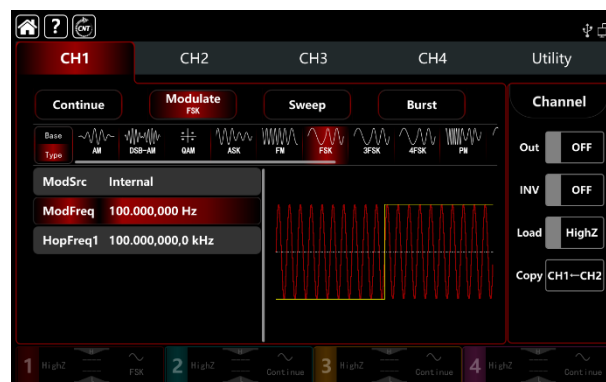 ? CNT
CH1 CH2 CH3 CH4 Utility
Continue Modulate FSK Sweep Burst Channel
Base Type AM DSB-AM QAM ASK FM FSK 3FSK 4FSK PM
Out OFF
ModSrc Internal
INV OFF
ModFreq 100.000,000 Hz
Load HighZ
HopFreq1 100.000,000,0 kHz
Copy CH1←CH2
1 HighZ FSK 2 HighZ Continue 3 HighZ Continue 4 HighZ Continue